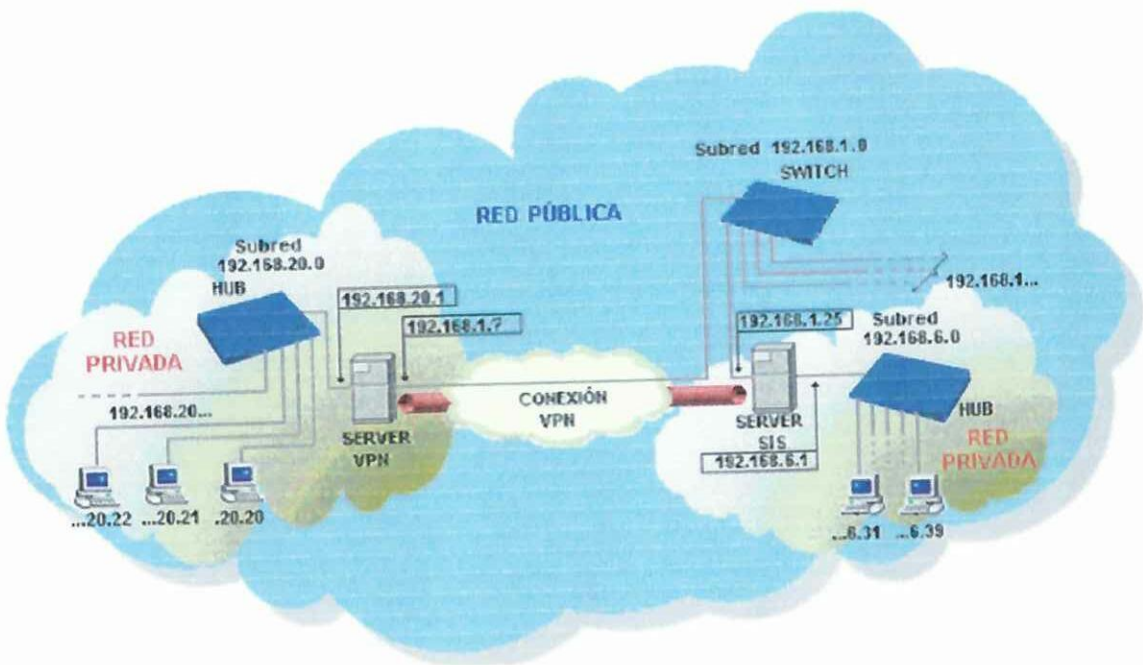 Subred 192.168.1.0
SWITCH
RED PÚBLICA
Subred
192.168.20.0
HUB
192.168.20.1
192.168.1.?
192.168.1...
192.168.1.25
Subred
192.168.6.0
RED
PRIVADA
192.168.20...
CONEXIÓN
VPN
SERVER
VPN
SERVER
SIS
192.168.6.1
HUB
RED
PRIVADA
...20.22
...20.21
.20.20
...6.31
...6.39